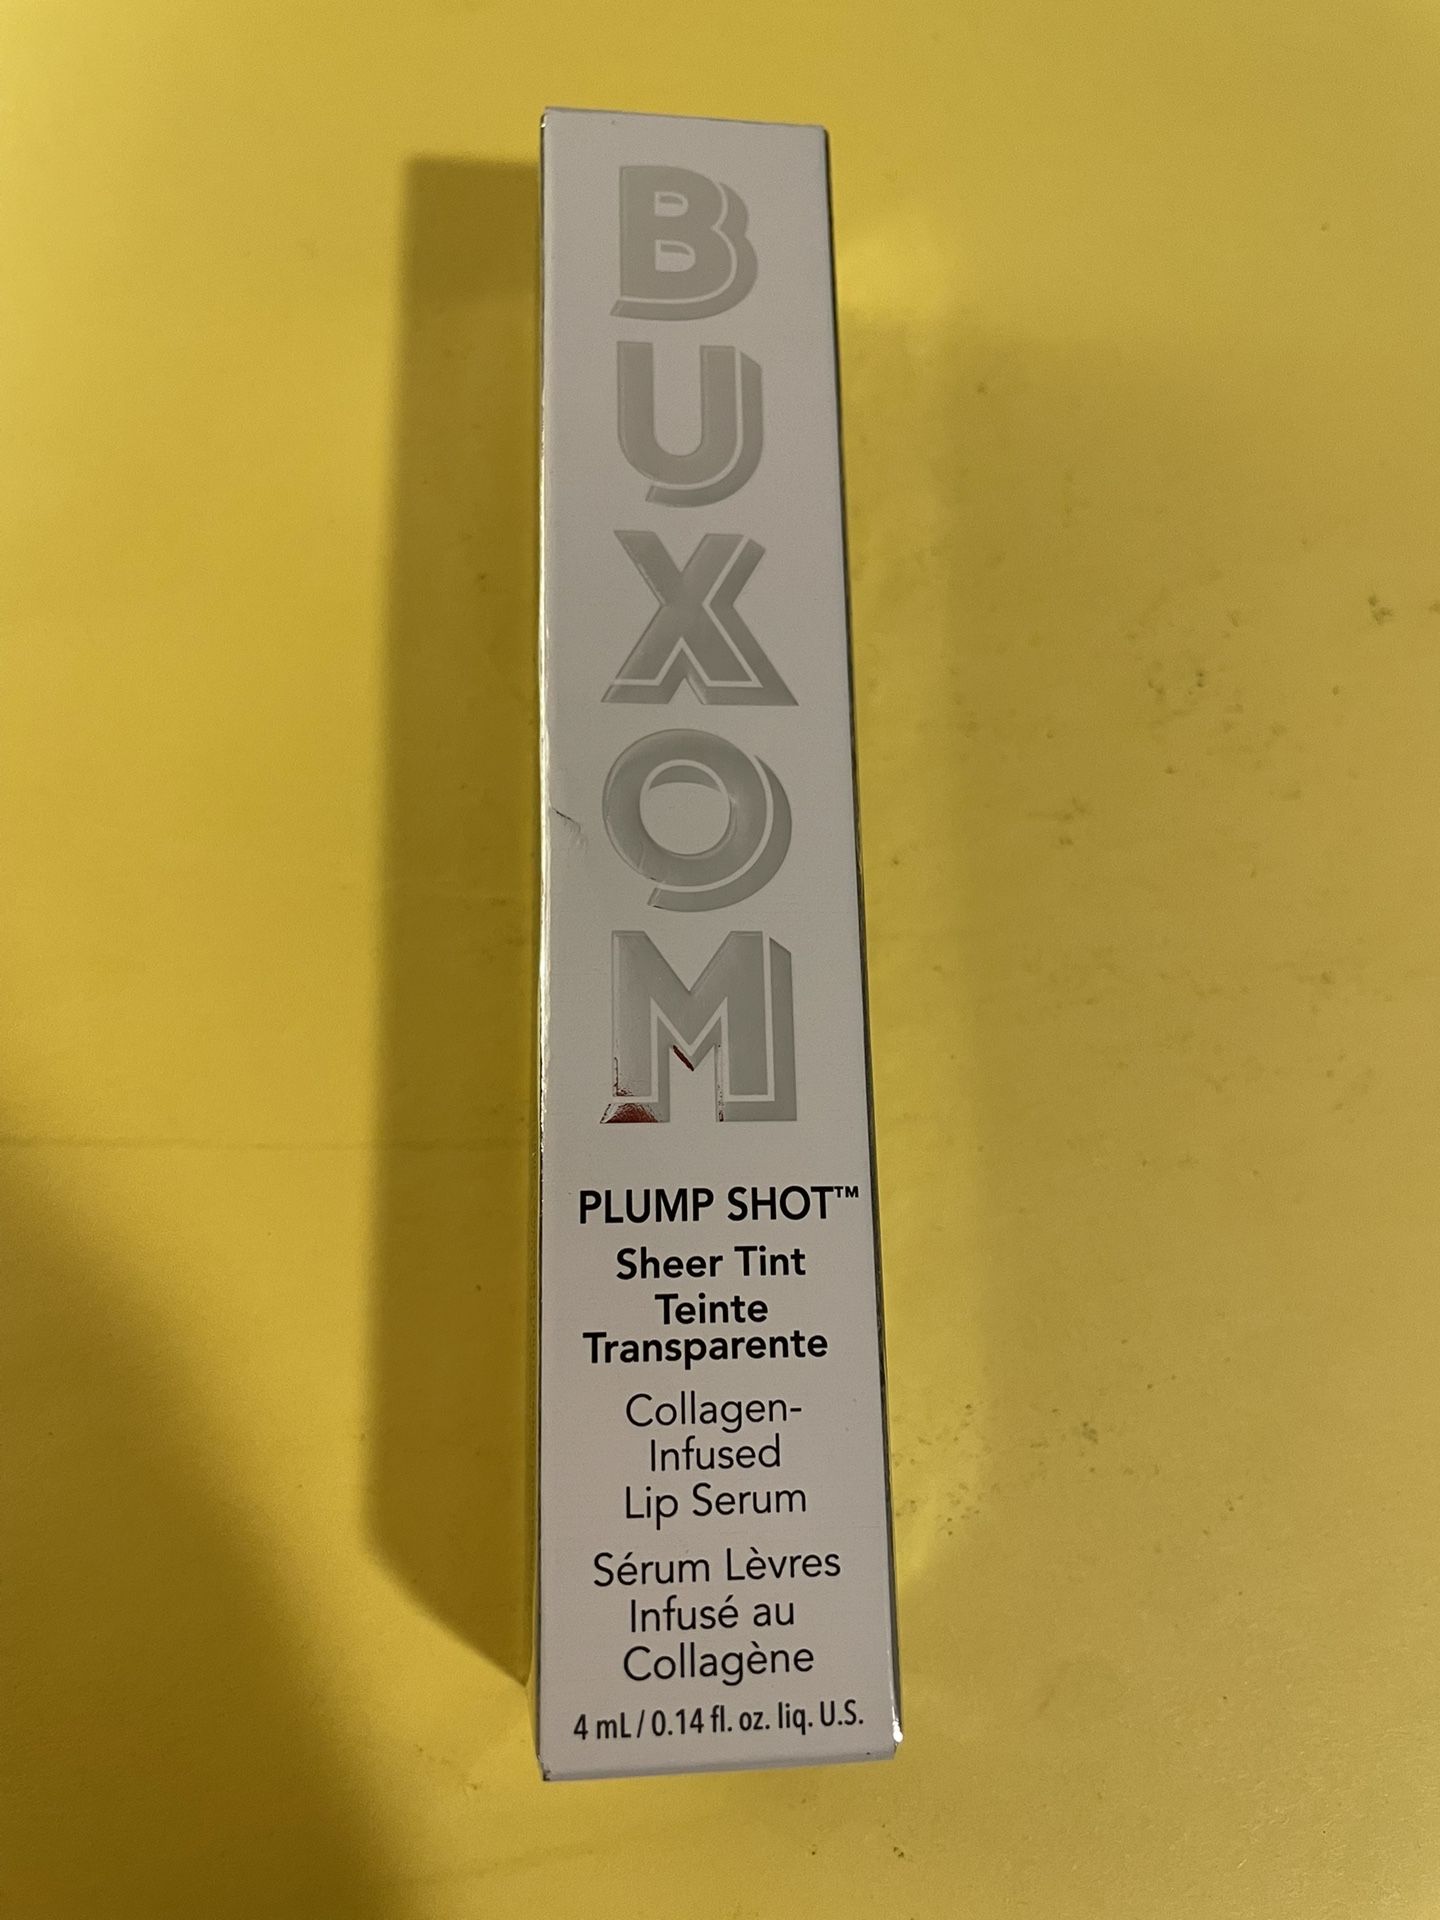 BUXOM
PLUMP SHOT™
Sheer Tint
Teinte
Transparente
Collagen-
Infused
Lip Serum
Sérum Lèvres
Infusé au
Collagène
4 mL / 0.14 fl. oz. liq. U.S.